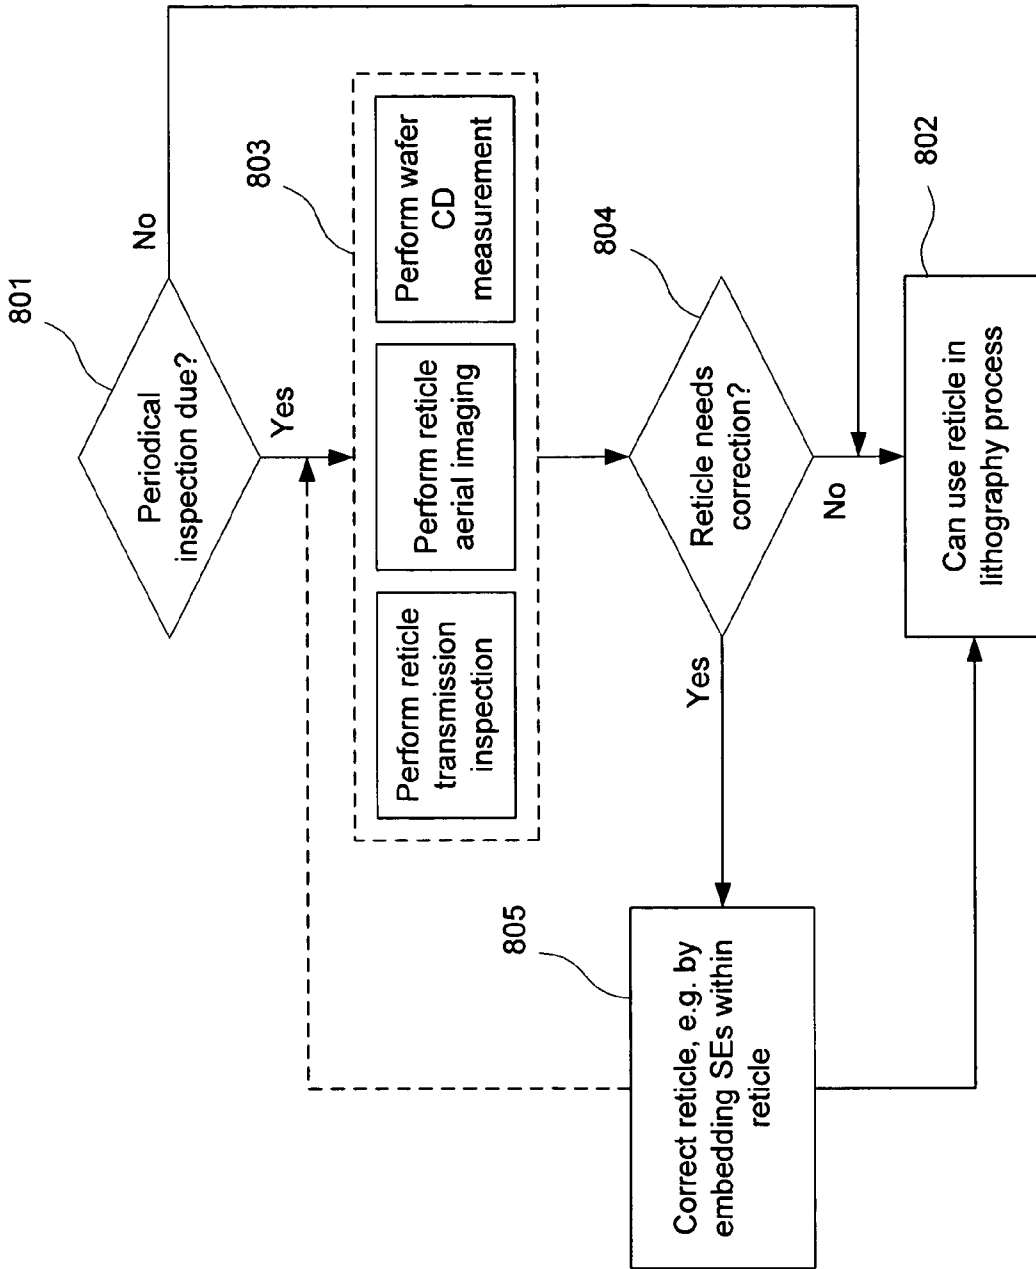 801
Periodical
inspection due?
No
Yes
803
Perform reticle
transmission
inspection
Perform reticle
aerial imaging
Perform wafer
CD
measurement
804
Reticle needs
correction?
Yes
No
805
Correct reticle, e.g. by
embedding SEs within
reticle
802
Can use reticle in
lithography process